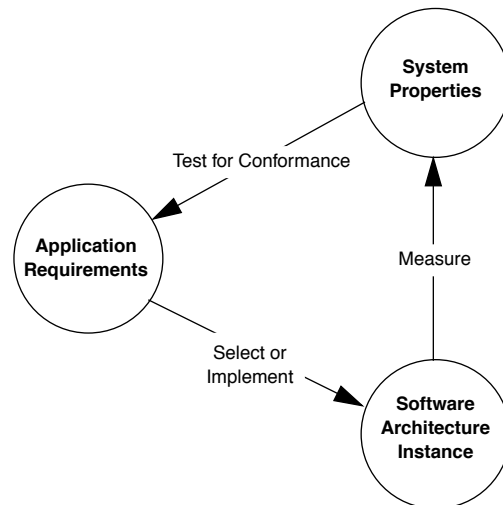 System
Properties
Test for Conformance
Application
Requirements
Measure
Select or
Implement
Software
Architecture
Instance